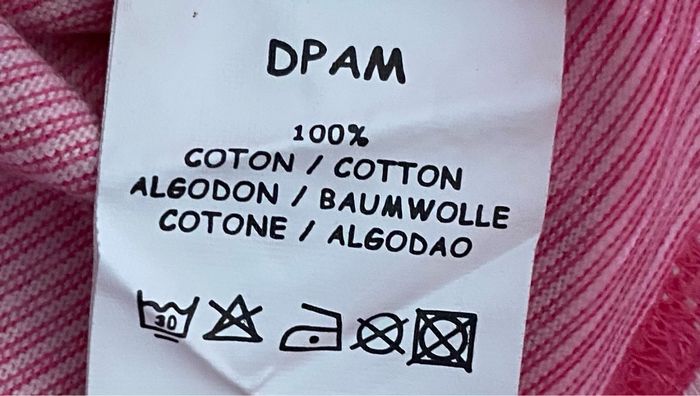 DPAM
100%
COTON / COTTON
ALGODON / BAUMWOLLE
COTONE / ALGODAO
30